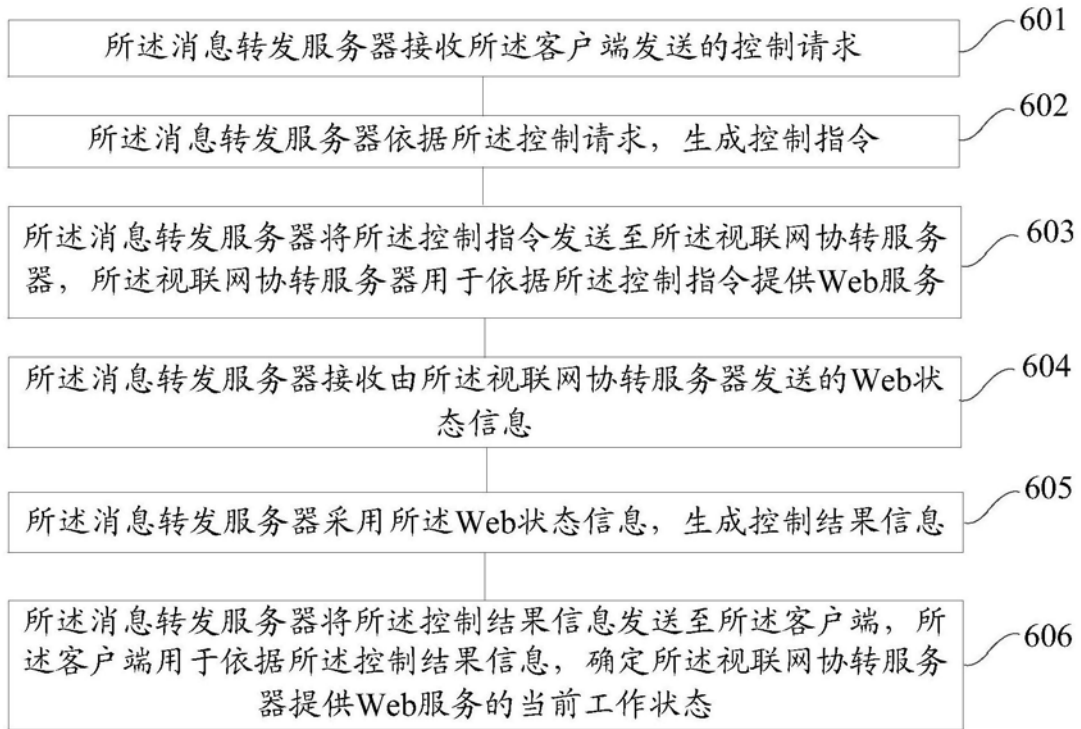 所述消息转发服务器接收所述客户端发送的控制请求
601
所述消息转发服务器依据所述控制请求，生成控制指令
602
所述消息转发服务器将所述控制指令发送至所述视联网协转服务
器，所述视联网协转服务器用于依据所述控制指令提供Web服务
603
所述消息转发服务器接收由所述视联网协转服务器发送的Web状
态信息
604
所述消息转发服务器采用所述Web状态信息，生成控制结果信息
605
所述消息转发服务器将所述控制结果信息发送至所述客户端，所
述客户端用于依据所述控制结果信息，确定所述视联网协转服务
器提供Web服务的当前工作状态
606